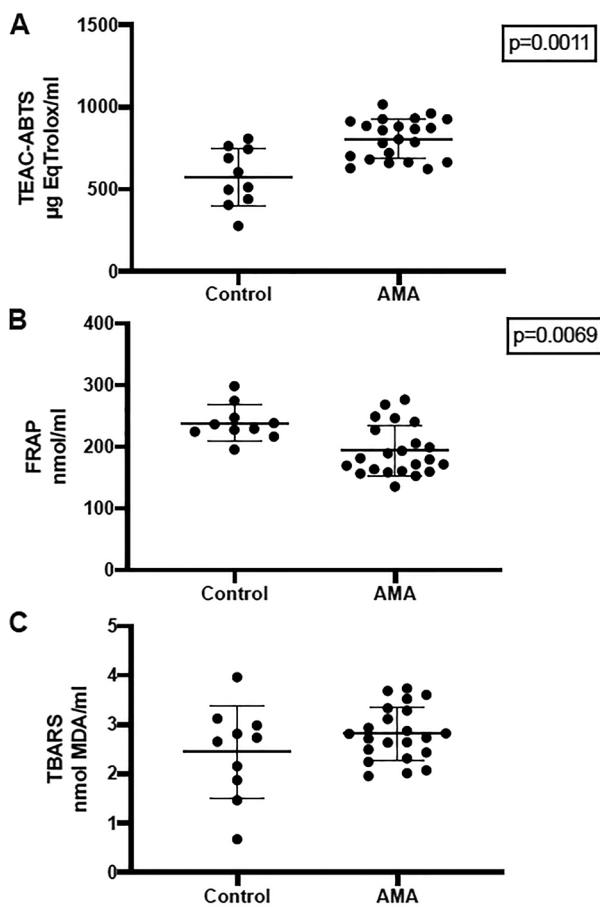 A
TEAC-ABTS
µg EqTrolox/ml
1500
1000
500
0
Control
AMA
p=0.0011
B
FRAP
nmol/ml
400
300
200
100
0
Control
AMA
p=0.0069
C
TBARS
nmol MDA/ml
5
4
3
2
1
0
Control
AMA